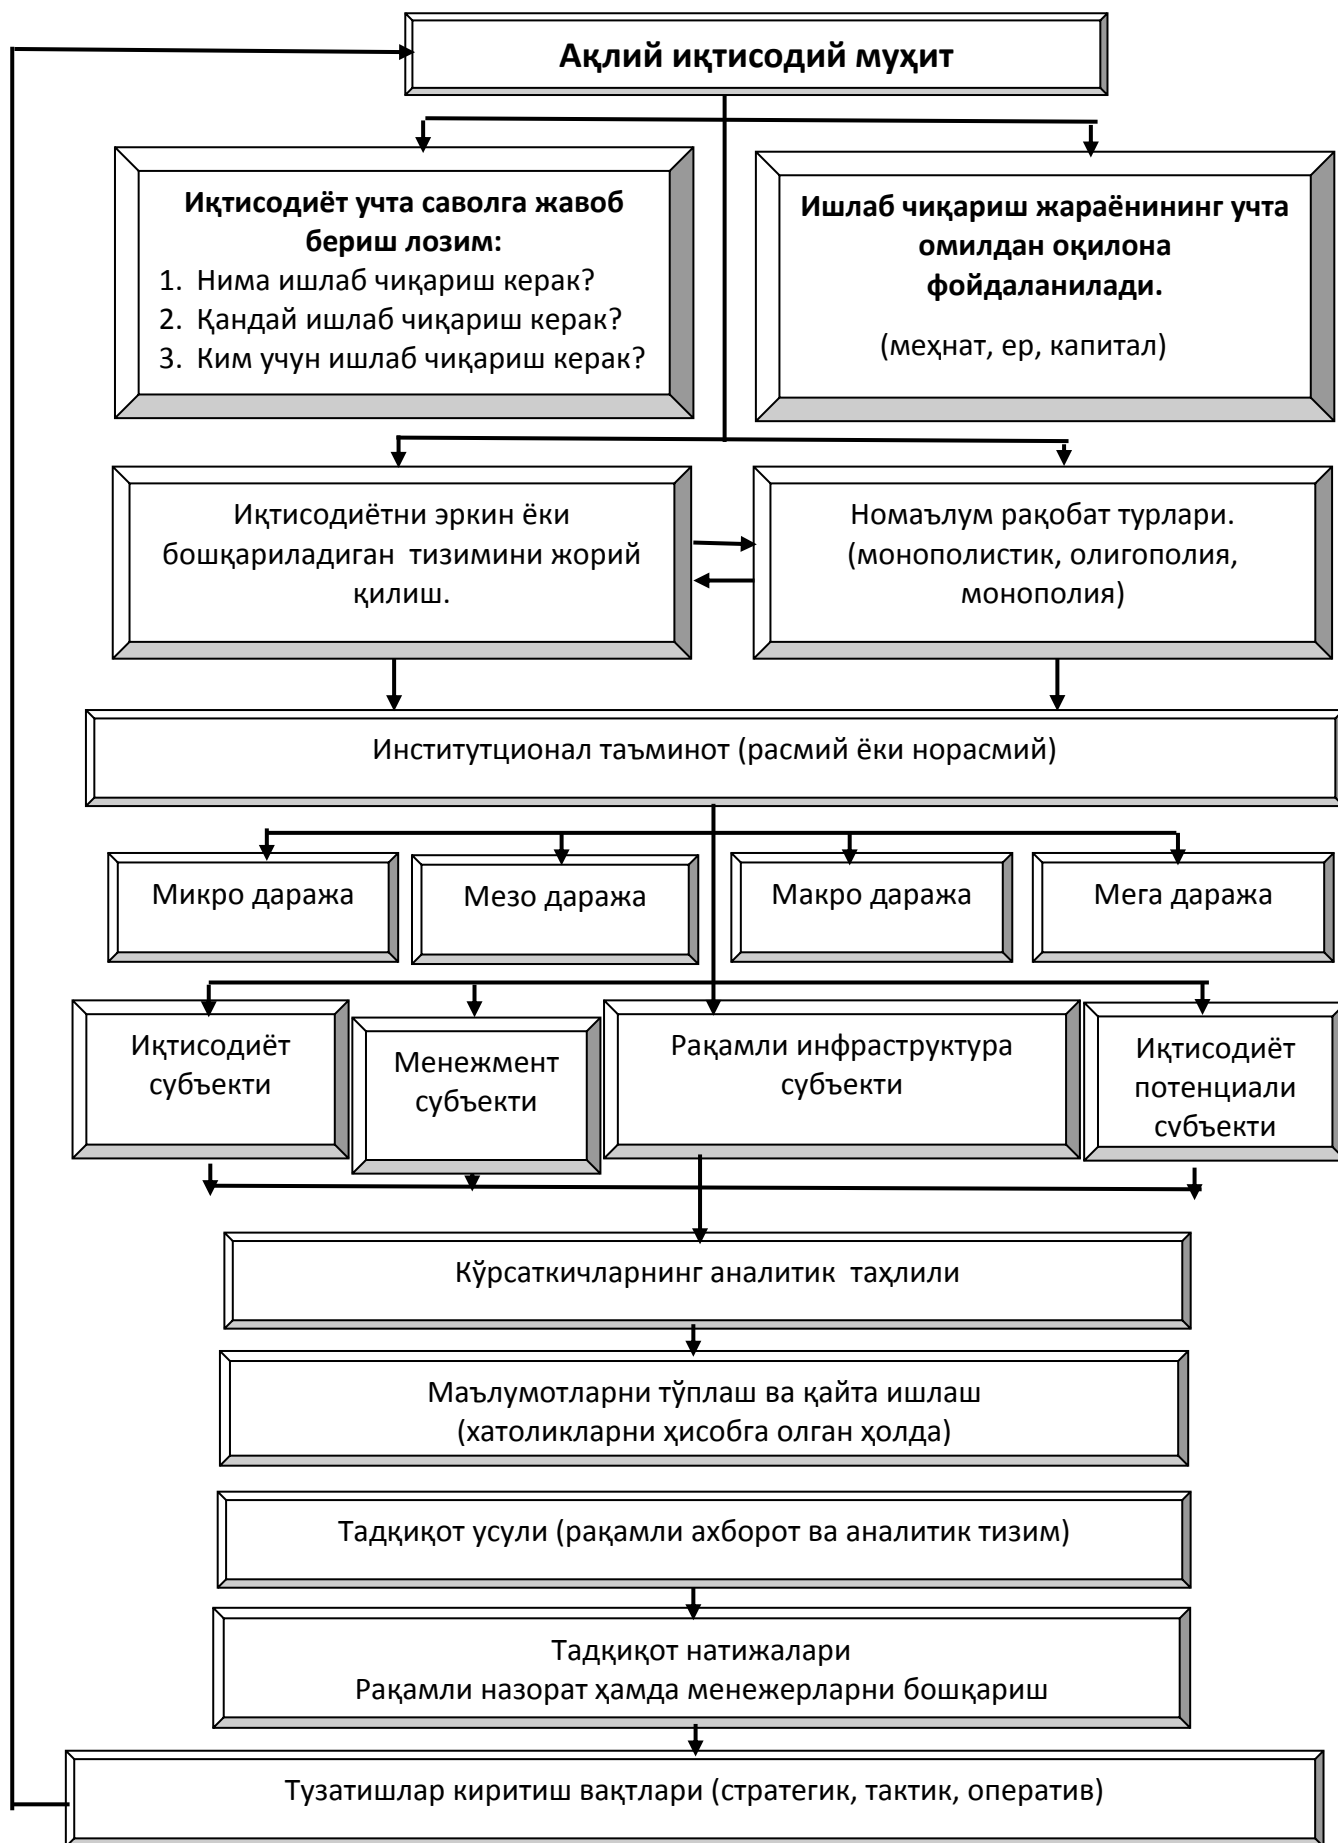 Ақлий иқтисодий муҳит
Иқтисодиёт учта саволга жавоб
бериш лозим:
1. Нима ишлаб чиқариш керак?
2. Қандай ишлаб чиқариш керак?
3. Ким учун ишлаб чиқариш керак?
Ишлаб чиқариш жараёнининг учта
омилдан оқилона
фойдаланилади.
(меҳнат, ер, капитал)
Иқтисодиётни эркин ёки
бошқариладиган тизимини жорий
қилиш.
Номаълум рақобат турлари.
(монополистик, олигополия,
монополия)
Институтционал таъминот (расмий ёки норасмий)
Микро даража
Мезо даража
Макро даража
Мега даража
Иқтисодиёт
субъекти
Менежмент
субъекти
Рақамли инфраструктура
субъекти
Иқтисодиёт
потенциали
субъекти
Кўрсаткичларнинг аналитик таҳлили
Маълумотларни тўплаш ва қайта ишлаш
(хатоликларни ҳисобга олган ҳолда)
Тадқиқот усули (рақамли ахборот ва аналитик тизим)
Тадқиқот натижалари
Рақамли назорат ҳамда менежерларни бошқариш
Тузатишлар киритиш вақтлари (стратегик, тактик, оператив)